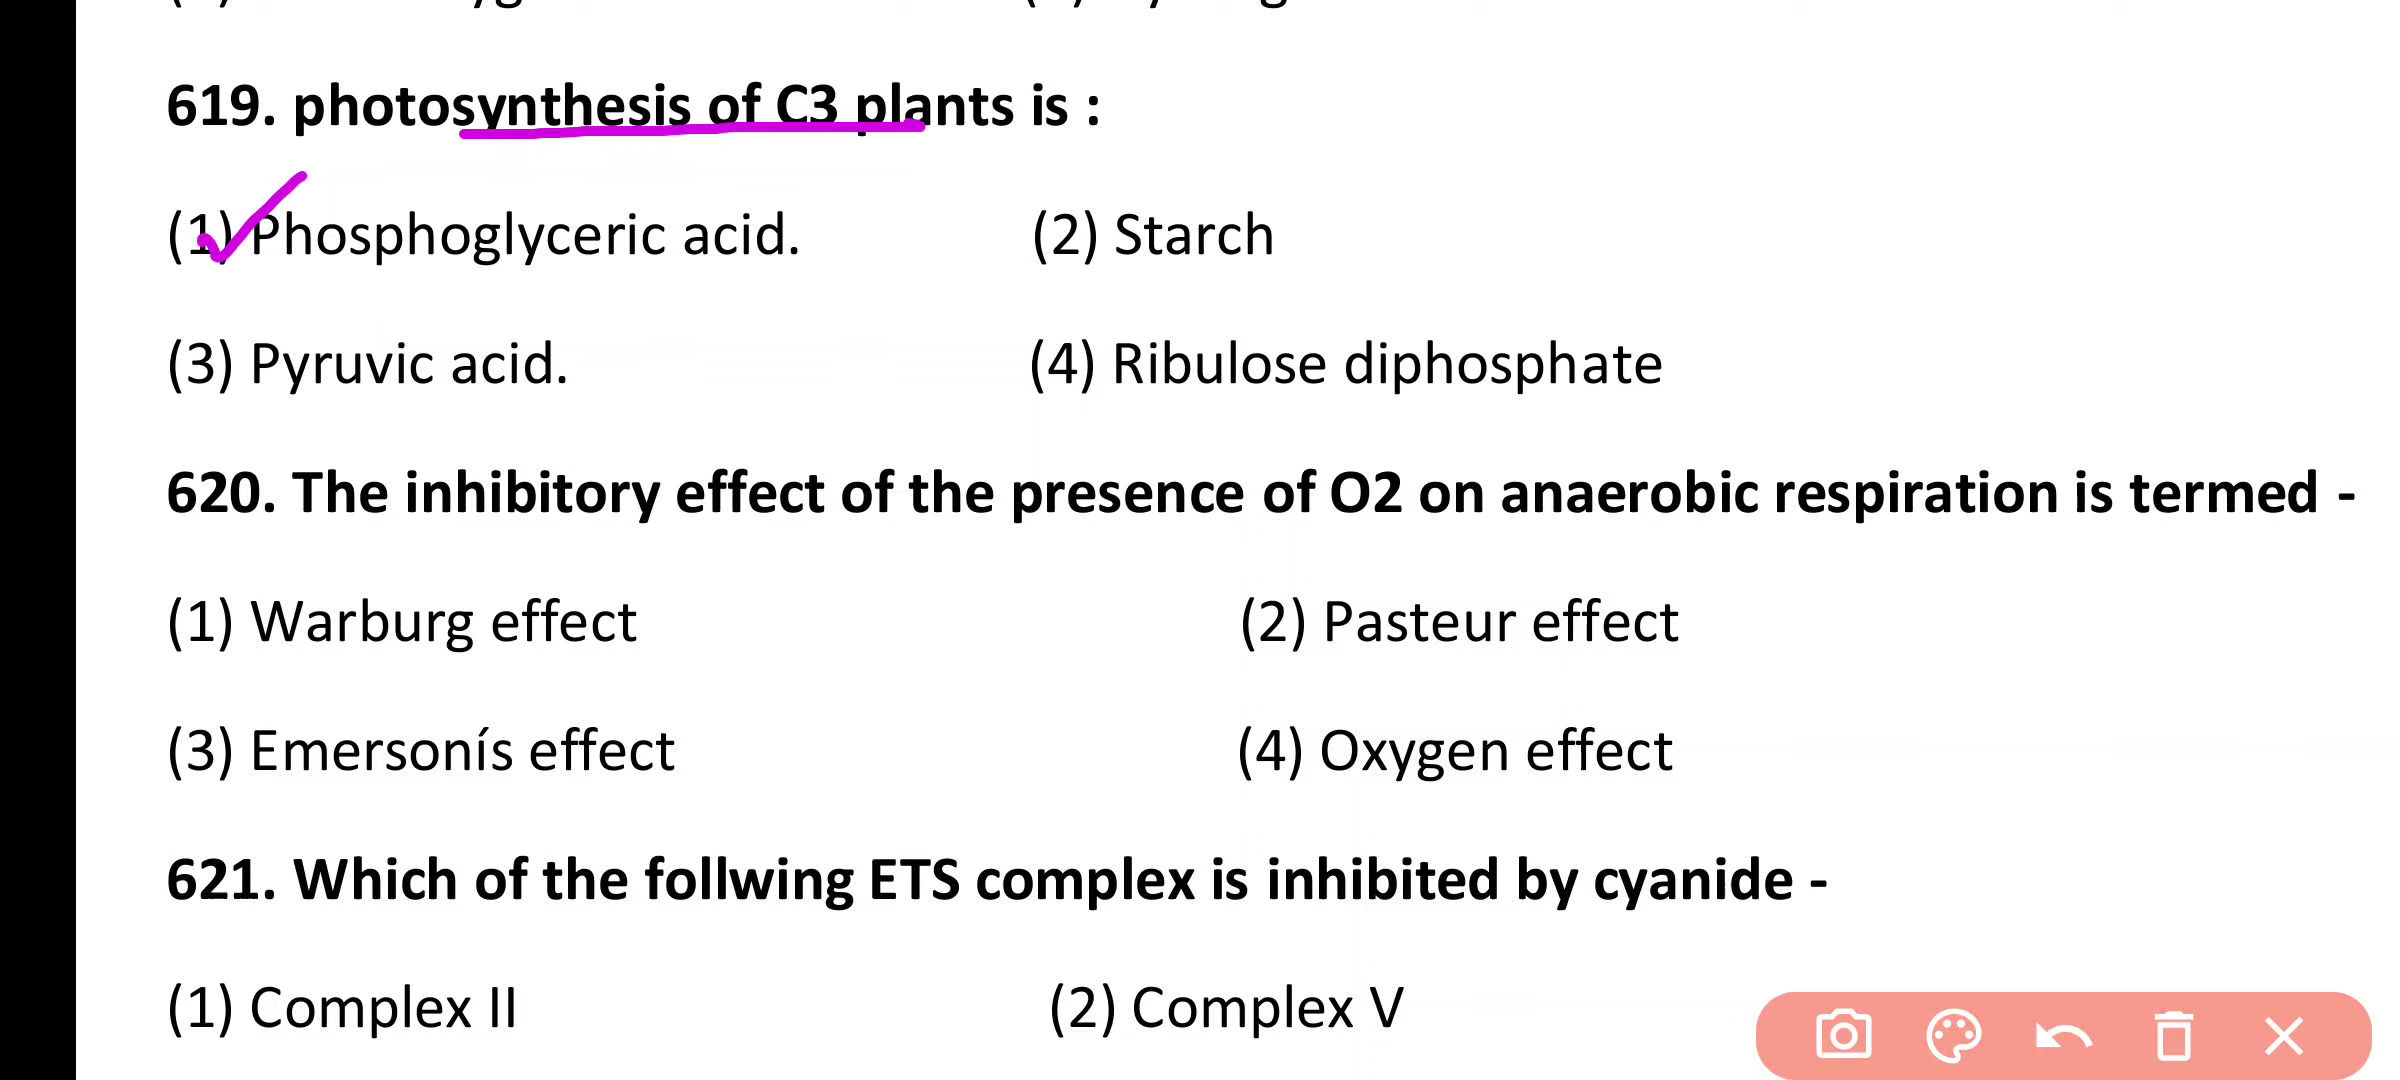 619. photosynthesis of C3 plants is :
(1) Phosphoglyceric acid. (2) Starch
(3) Pyruvic acid. (4) Ribulose diphosphate
620. The inhibitory effect of the presence of O2 on anaerobic respiration is termed -
(1) Warburg effect (2) Pasteur effect
(3) Emersonís effect (4) Oxygen effect
621. Which of the follwing ETS complex is inhibited by cyanide -
(1) Complex II (2) Complex V